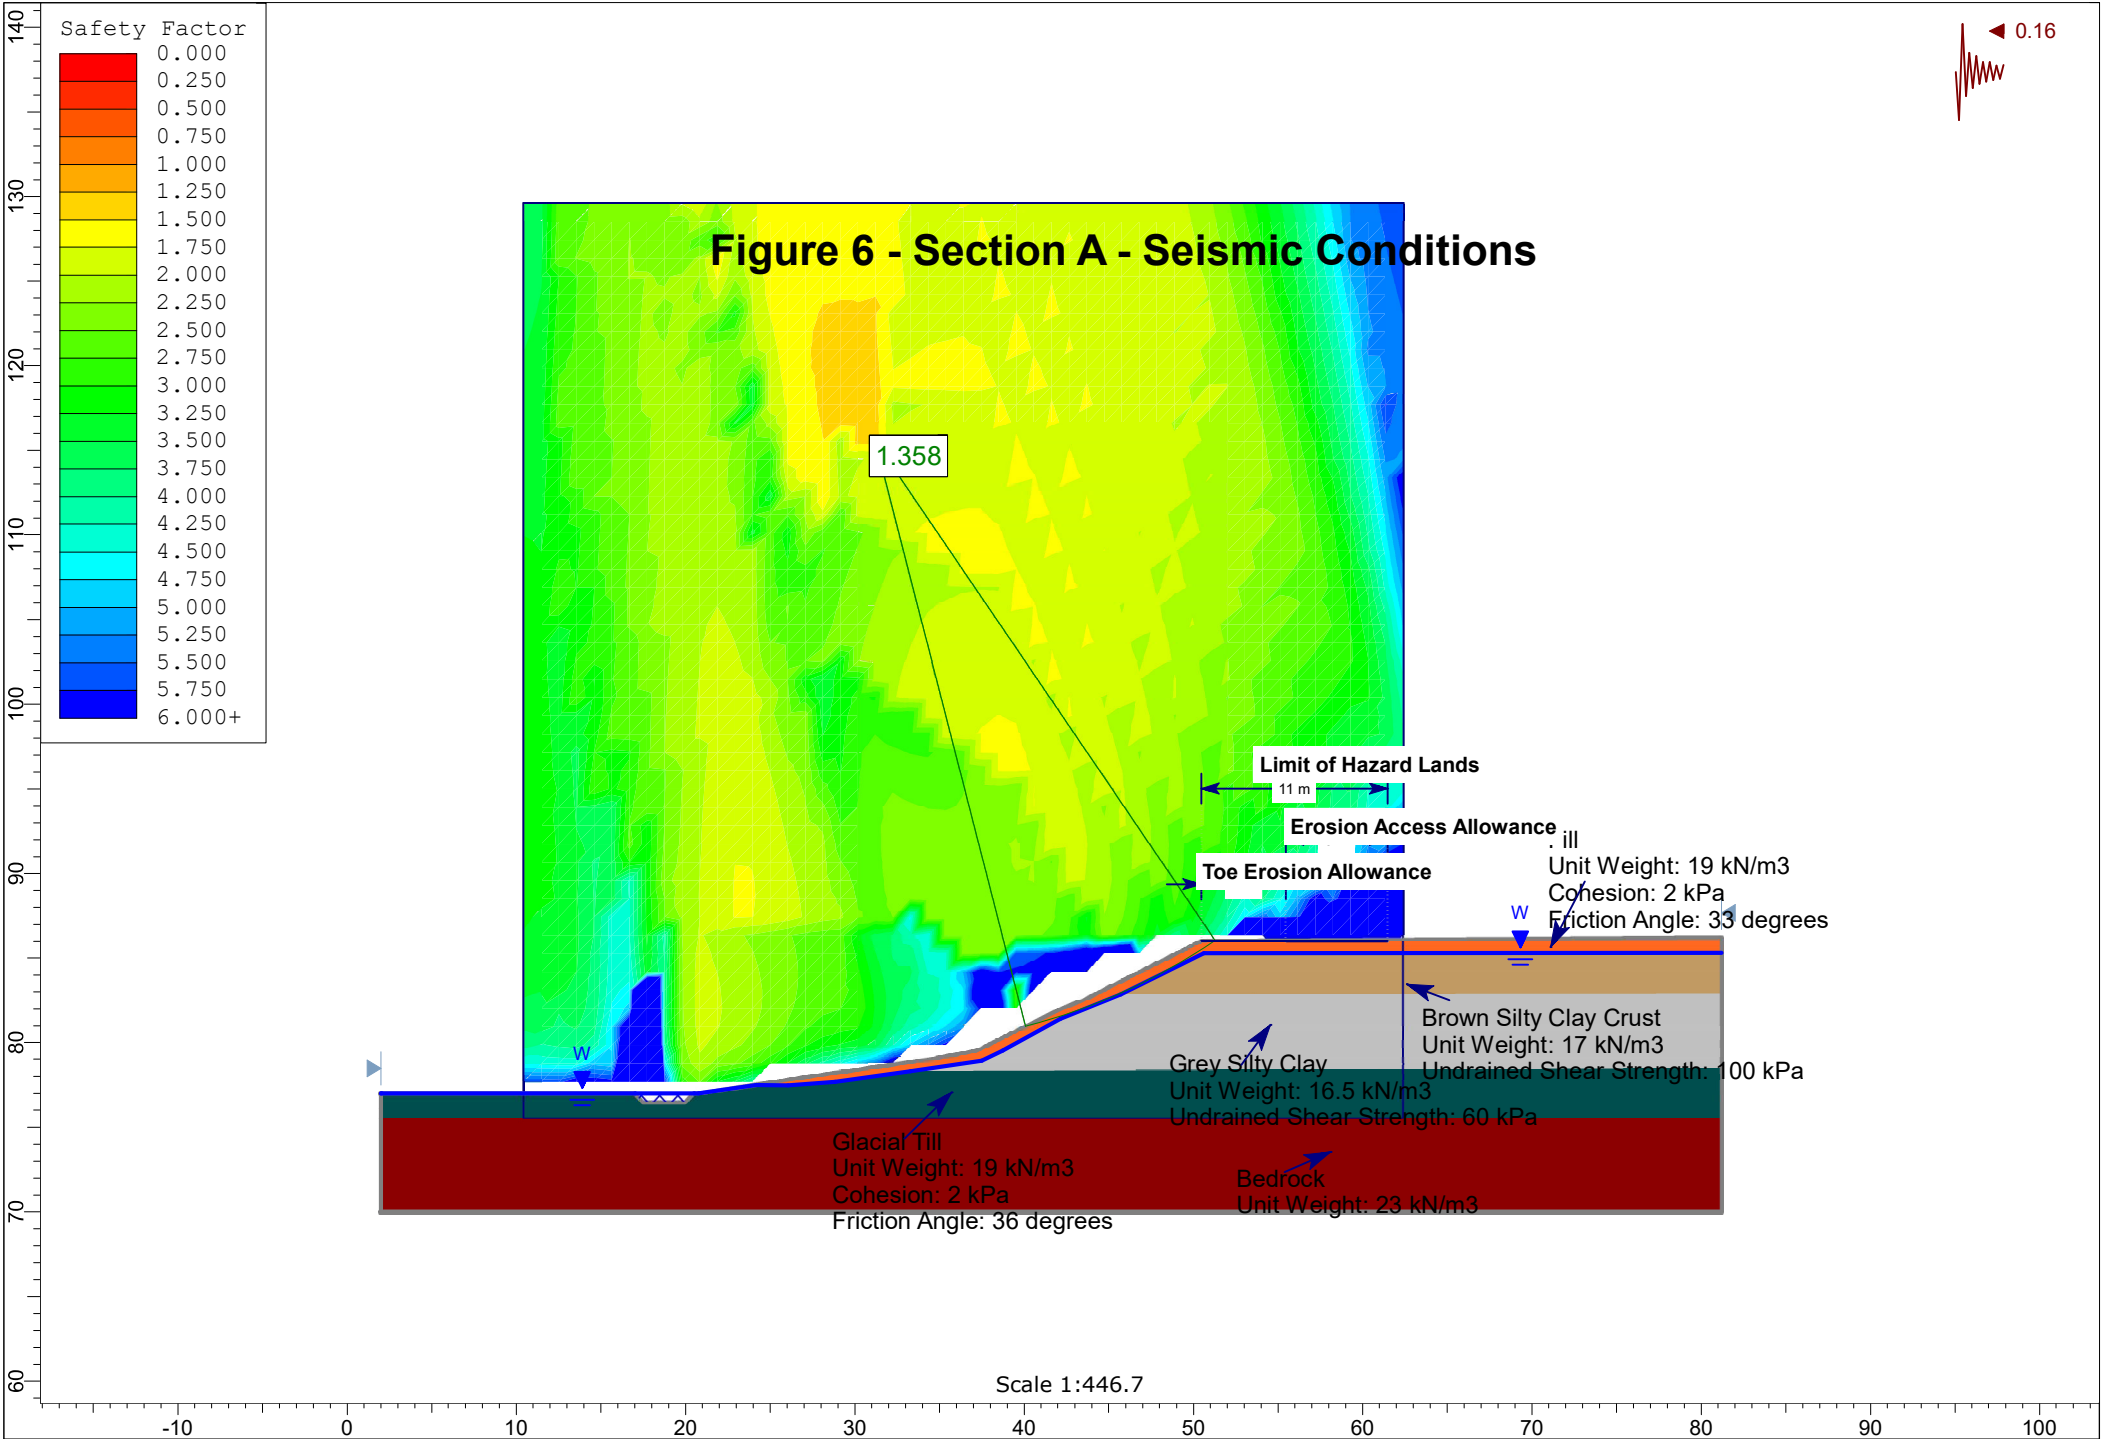 Safety Factor
0.000
0.250
0.500
0.750
1.000
1.250
1.500
1.750
2.000
2.250
2.500
2.750
3.000
3.250
3.500
3.750
4.000
4.250
4.500
4.750
5.000
5.250
5.500
5.750
6.000+
0.16
Figure 6 - Section A - Seismic Conditions
1.358
Limit of Hazard Lands
11 m
Erosion Access Allowance
Toe Erosion Allowance
ill
Unit Weight: 19 kN/m3
Cohesion: 2 kPa
Friction Angle: 33 degrees
W
W
Brown Silty Clay Crust
Unit Weight: 17 kN/m3
Undrained Shear Strength: 100 kPa
Grey Silty Clay
Unit Weight: 16.5 kN/m3
Undrained Shear Strength: 60 kPa
Glacial Till
Unit Weight: 19 kN/m3
Cohesion: 2 kPa
Friction Angle: 36 degrees
Bedrock
Unit Weight: 23 kN/m3
Scale 1:446.7
140
130
120
110
100
90
80
70
60
-10 0 10 20 30 40 50 60 70 80 90 100